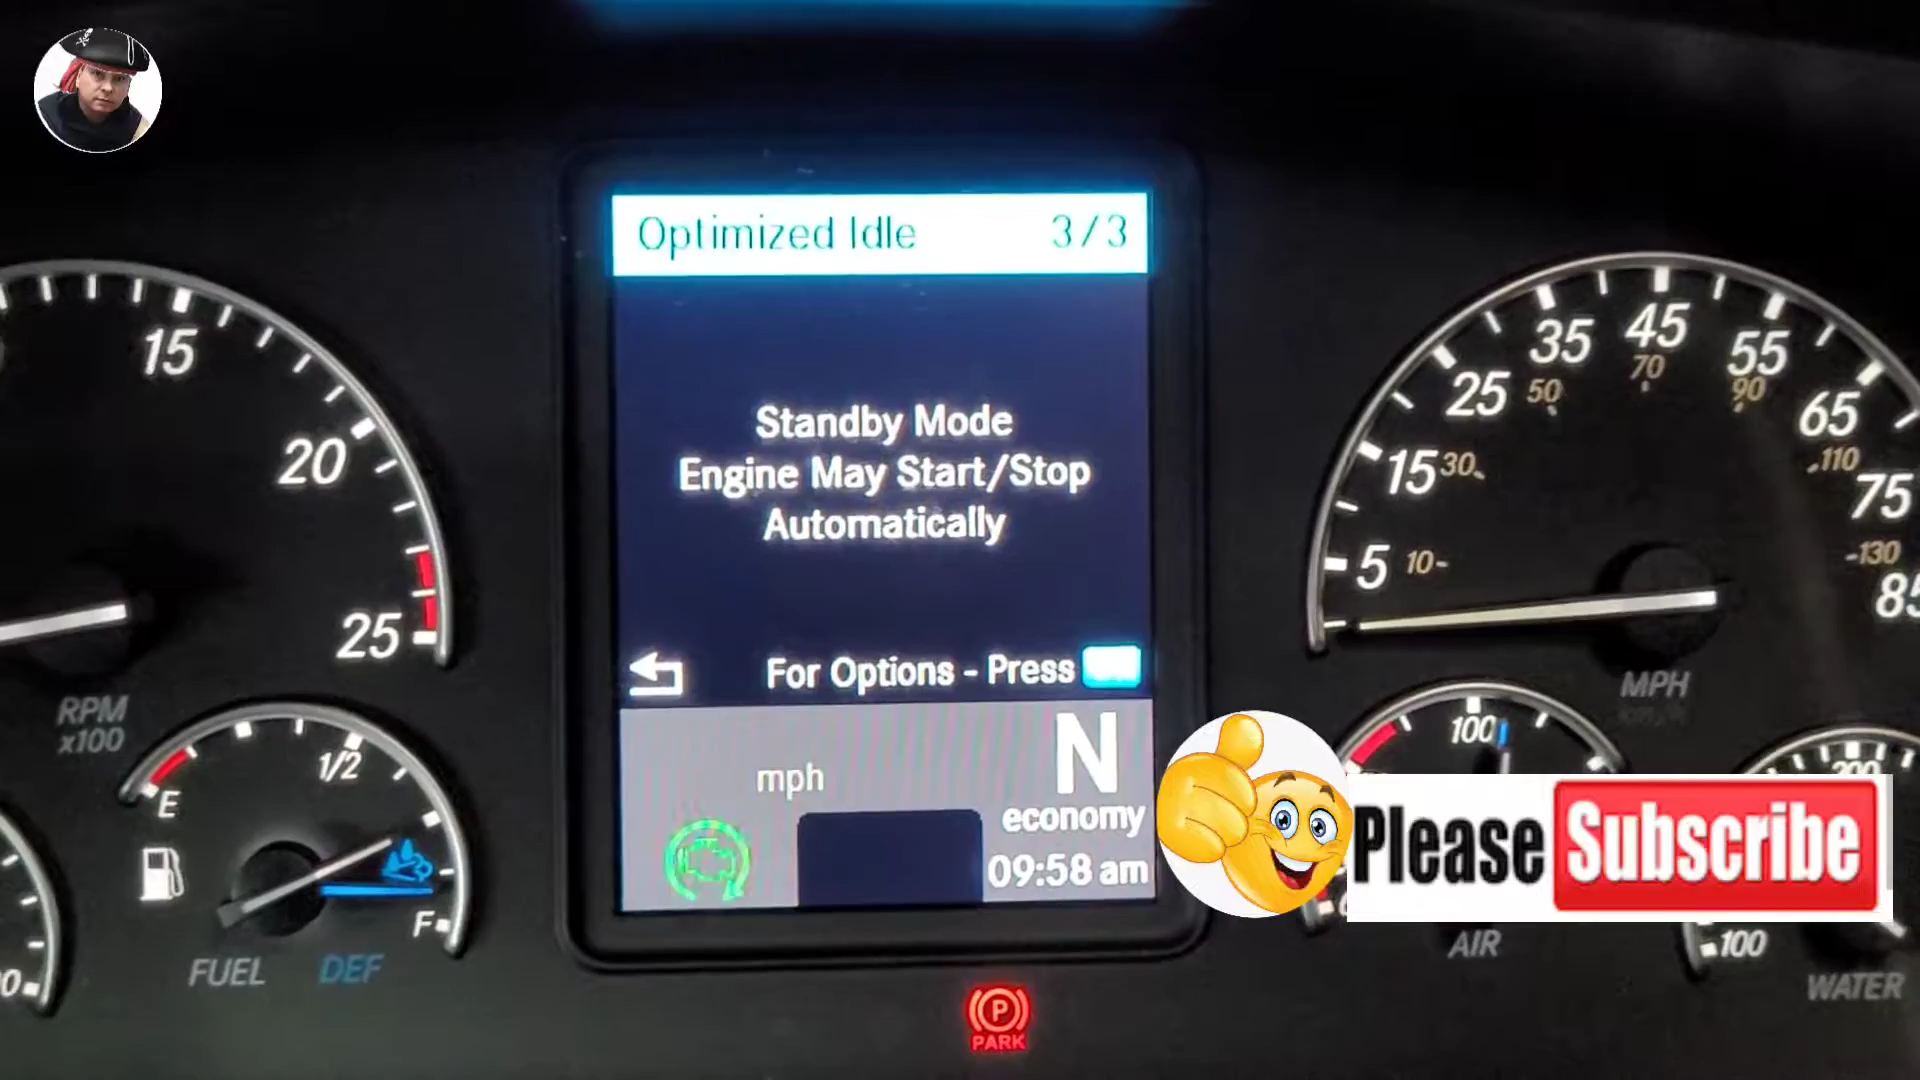 Optimized Idle 3/3
Standby Mode
Engine May Start/Stop
Automatically
For Options - Press
mph
N
economy
09:58 am
15
20
25
RPM
x100
E
1/2
F
FUEL
DEF
5
15
25
35
45
55
65
75
85
10
30
50
70
90
110
130
MPH
100
AIR
100
WATER
P
PARK
Please Subscribe